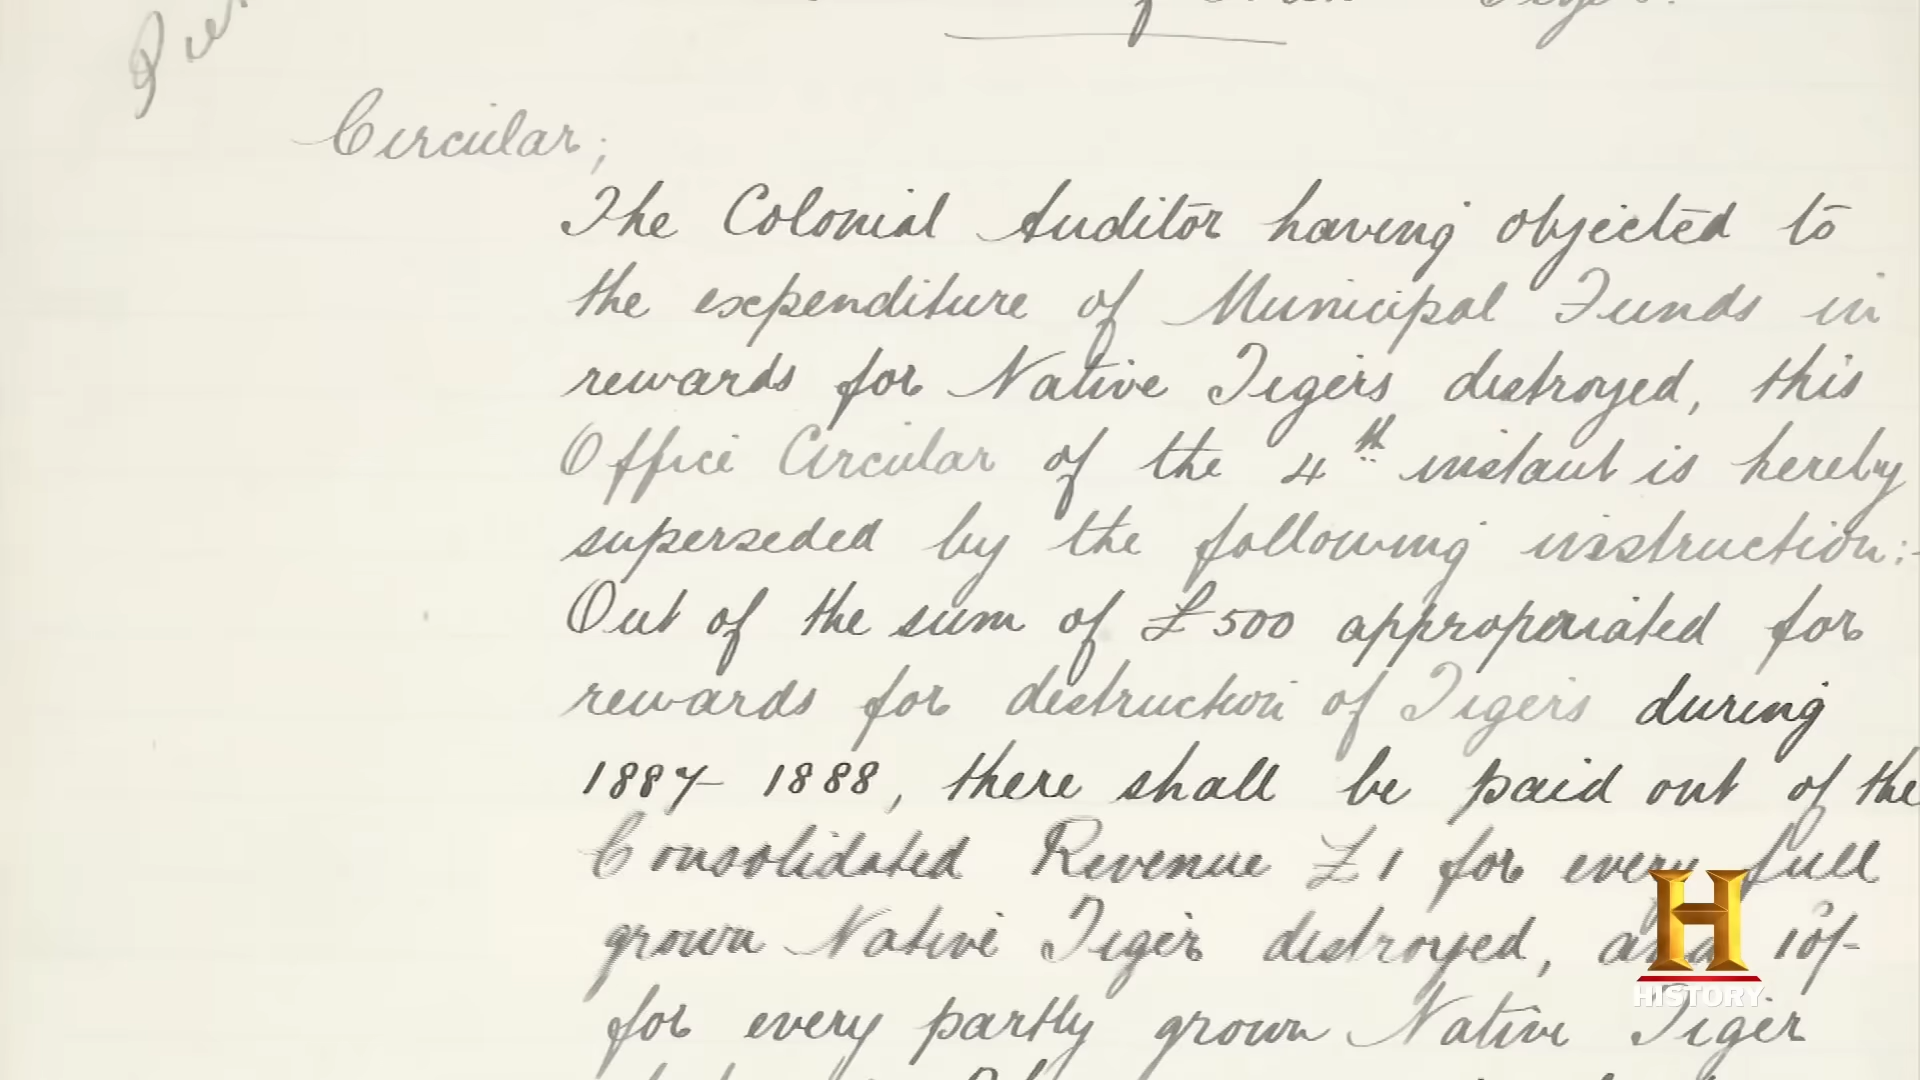 of
Circular;
The Colonial Auditor having objected to
the expenditure of Municipal Funds in
rewards for Native Tigers destroyed, this
Office Circular of the 4th instant is hereby
superseded by the following instruction:-
Out of the sum of £500 appropriated for
rewards for destruction of Tigers during
1887-1888, there shall be paid out of the
Consolidated Revenue £1 for every full
grown Native Tiger destroyed, and 10/-
for every partly grown Native Tiger
H
HISTORY